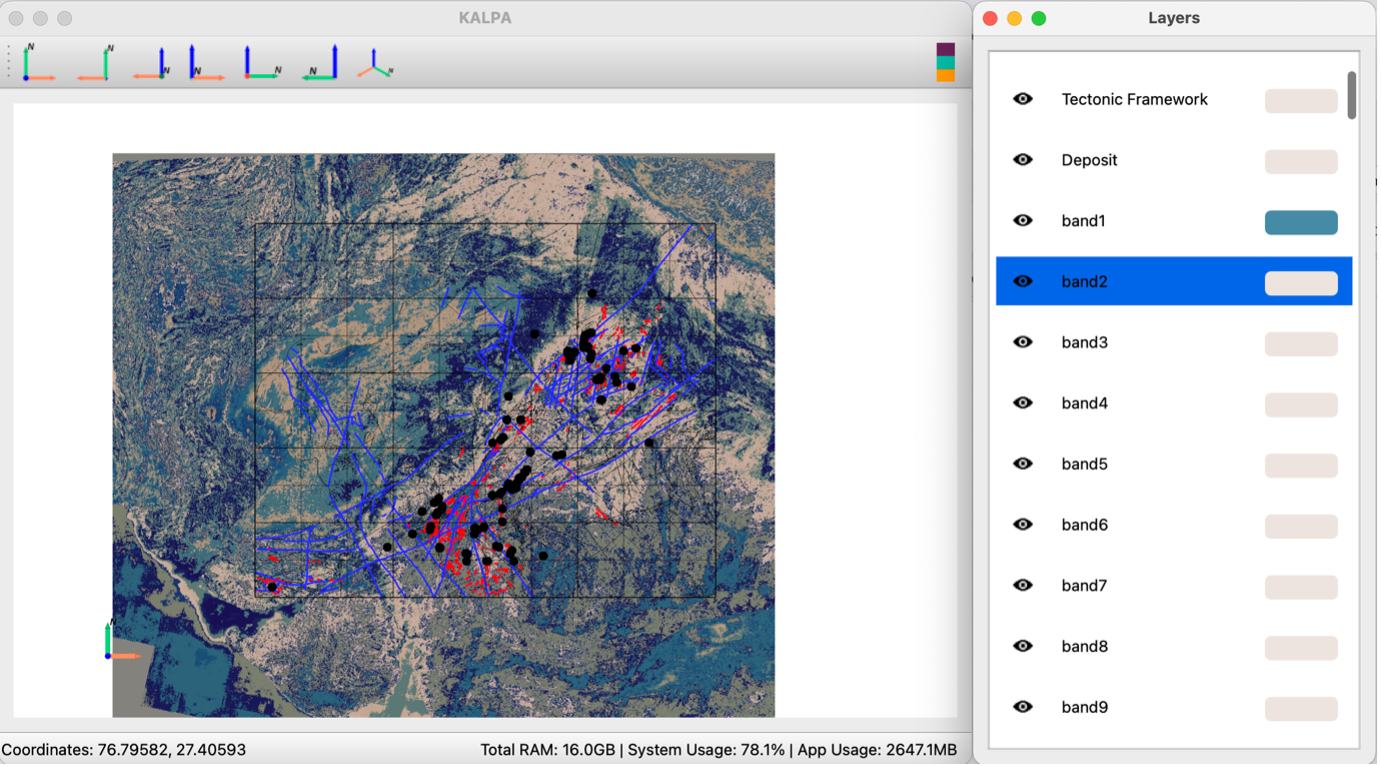 KALPA
Layers
N
N
N
N
N
N
N
N
Tectonic Framework
Deposit
band1
band2
band3
band4
band5
band6
band7
band8
band9
Coordinates: 76.79582, 27.40593
Total RAM: 16.0GB | System Usage: 78.1% | App Usage: 2647.1MB